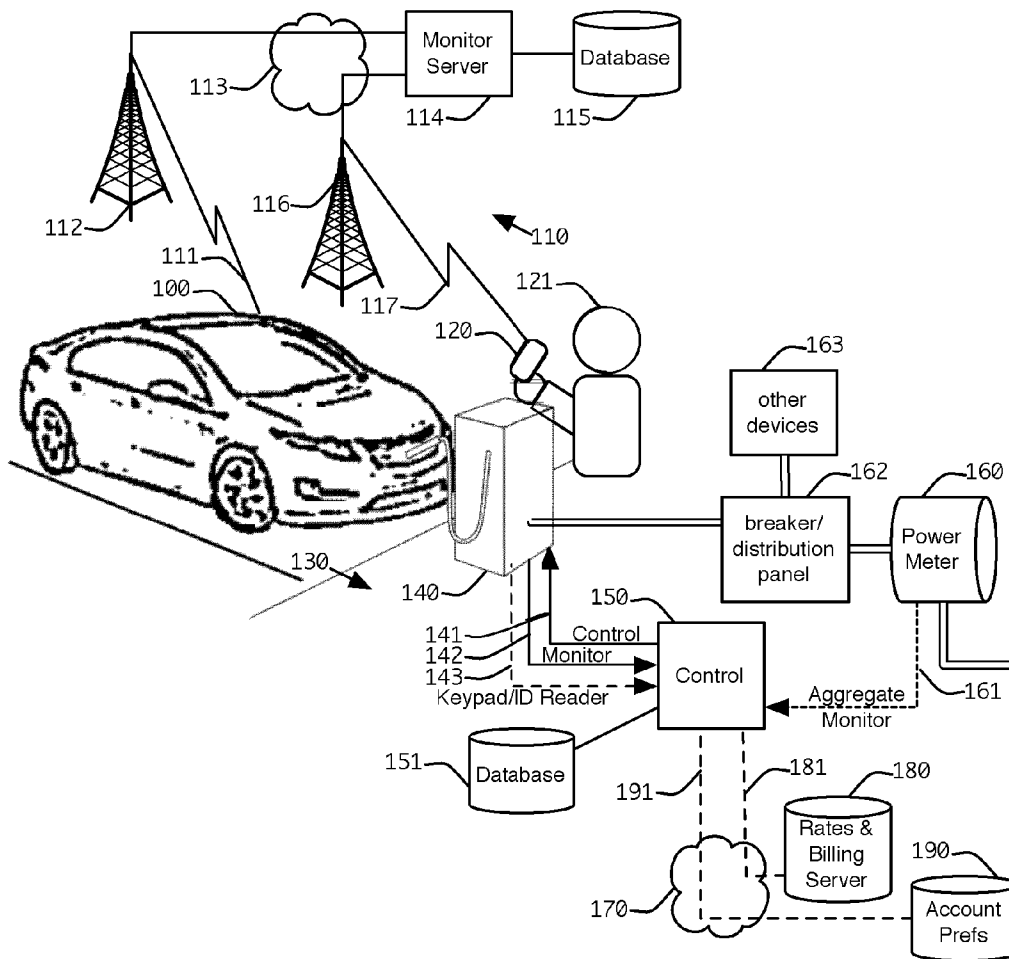 Monitor
Server
Database
113
114
115
112
116
110
111
117
121
100
120
163
other
devices
162
160
breaker/
distribution
panel
Power
Meter
130
140
150
141
Control
142
Monitor
143
Keypad/ID Reader
Control
161
Aggregate
Monitor
151
Database
191
181
180
Rates &
Billing
Server
190
170
Account
Prefs